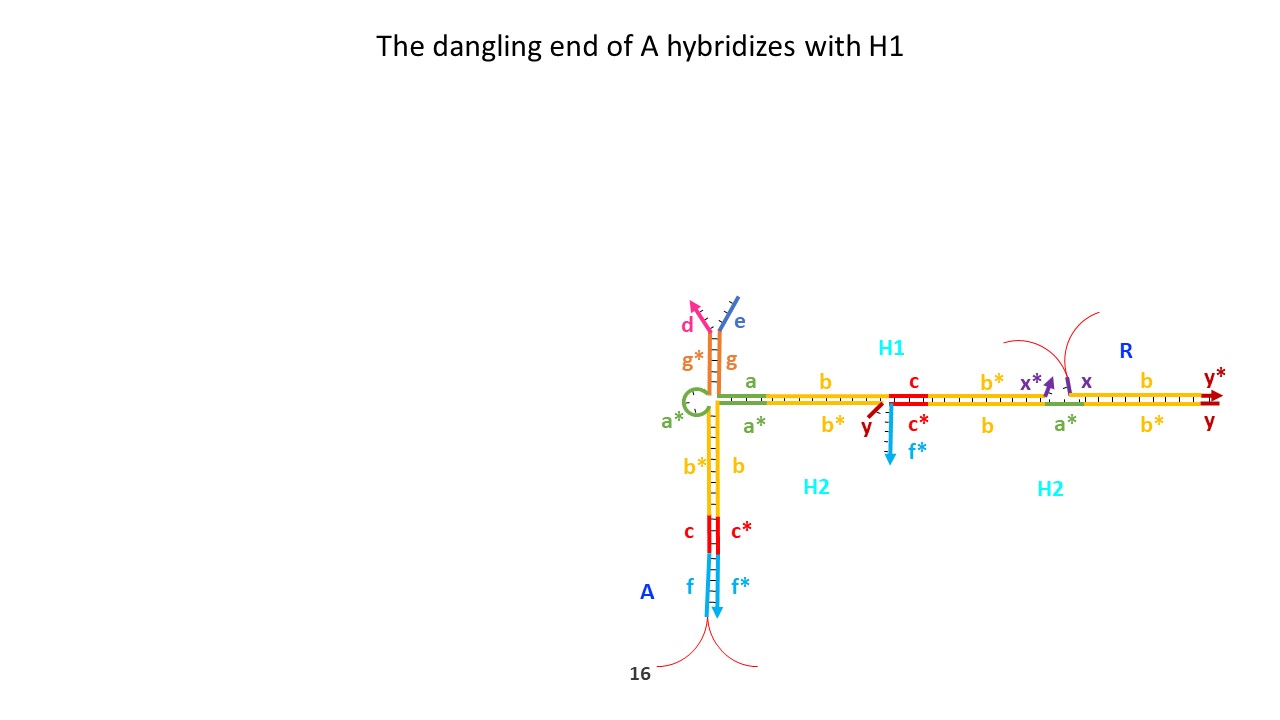 The dangling end of A hybridizes with H1
d e
g* g
H1
R
a b c b* x* x b y*
a* a* b* y c* b a* b* y
f*
b* b
H2 H2
c c*
A f f*
16